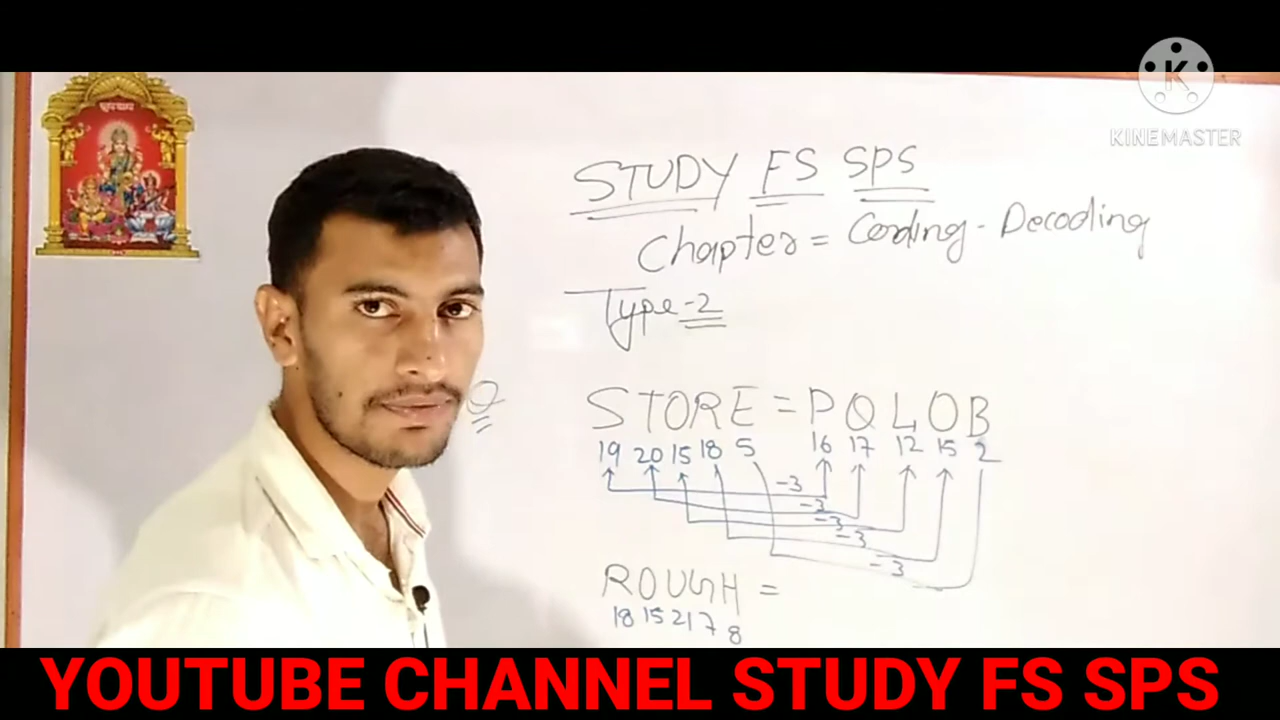 KINEMASTER
STUDY FS SPS
Chapter = Coding - Decoding
Type-2
Q
STORE = PQLOB
19 20 15 18 5 16 17 12 15 2
-3
-3
-3
-3
-3
ROUGH =
18 15 21 7 8
YOUTUBE CHANNEL STUDY FS SPS